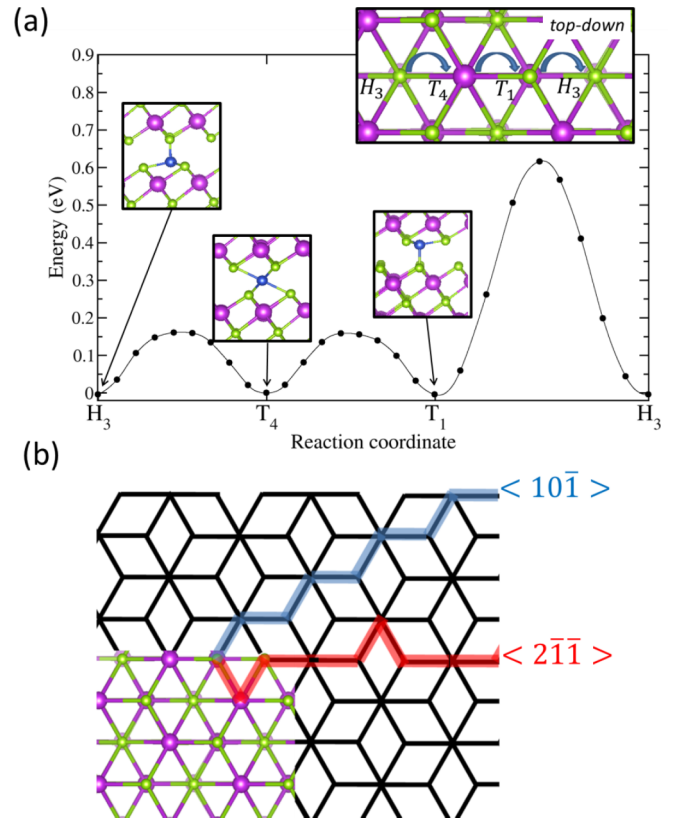 (a)
top-down
H₃ T₄ T₁ H₃
0.9
0.8
0.7
0.6
0.5
0.4
0.3
0.2
0.1
0
Energy (eV)
H₃ T₄ T₁ H₃
Reaction coordinate
(b)
< 101̅ >
< 21̅1̅ >